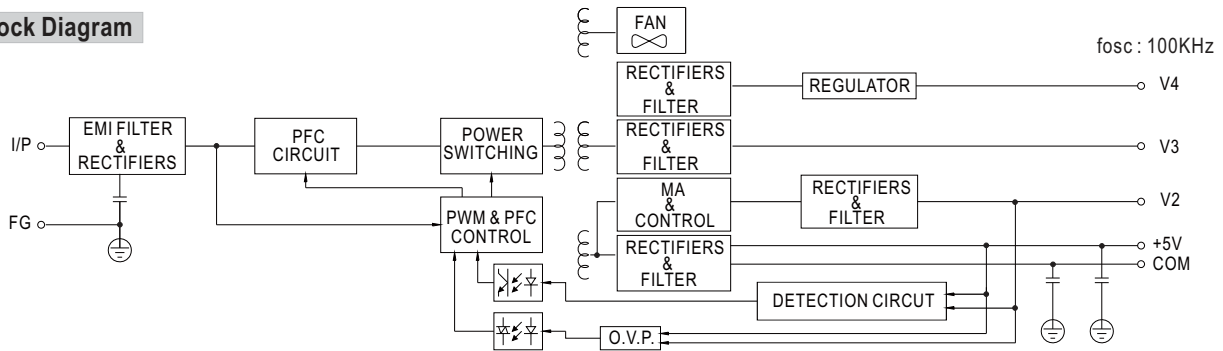 ock Diagram
FAN
fosc : 100KHz
RECTIFIERS
&
FILTER
REGULATOR
V4
I/P
EMI FILTER
&
RECTIFIERS
PFC
CIRCUIT
POWER
SWITCHING
RECTIFIERS
&
FILTER
V3
MA
&
CONTROL
RECTIFIERS
&
FILTER
V2
FG
PWM & PFC
CONTROL
RECTIFIERS
&
FILTER
+5V
COM
DETECTION CIRCUT
O.V.P.